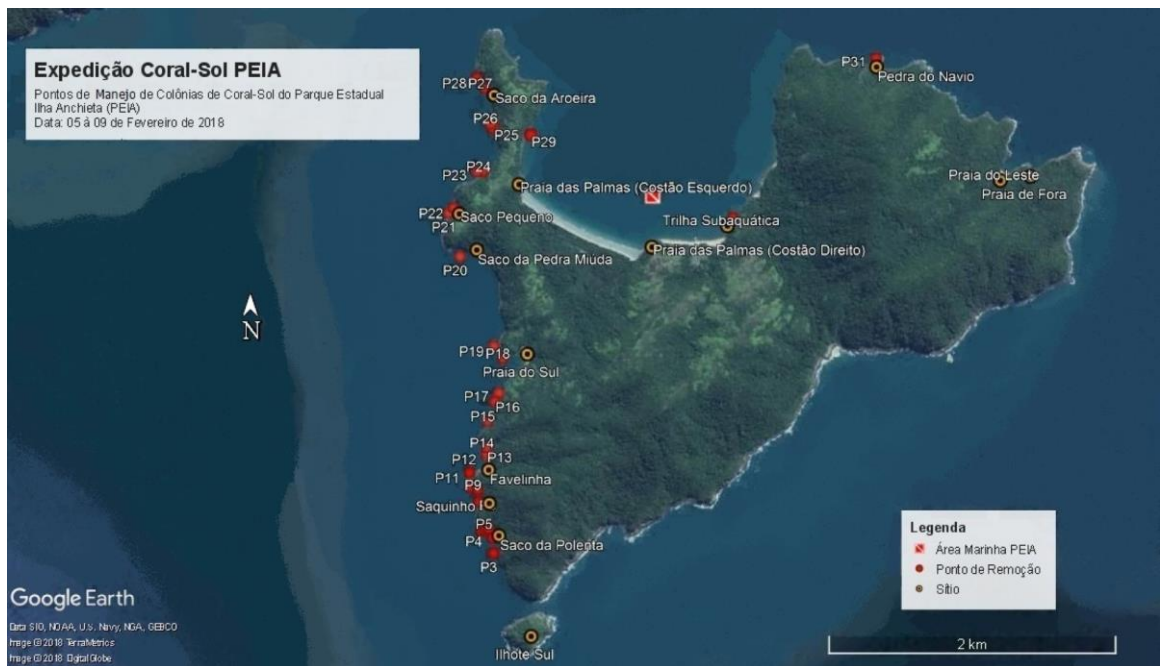 Expedição Coral-Sol PEIA
Pontos de Manejo de Colônias de Coral-Sol do Parque Estadual
Ilha Anchieta (PEIA)
Data: 05 à 09 de Fevereiro de 2018
P31
Pedra do Navio
P28 P27
Saco da Aroeira
P26
P25
P29
P24
P23
Praia das Palmas (Costão Esquerdo)
Praia do Leste
Praia de Fora
P22
Saco Pequeno
P21
Trilha Subaquática
Saco da Pedra Miúda
Praia das Palmas (Costão Direito)
P20
N
P19 P18
Praia do Sul
P17
P16
P15
P14
P12
P13
P11
Favelinha
P9
Saquinho
P5
P4
Saco da Polenta
P3
Ilhote Sul
Legenda
Área Marinha PEIA
Ponto de Remoção
Sítio
2 km
Google Earth
Data SIO, NOAA, U.S. Navy, NGA, GEBCO
Image © 2018 TerraMetrics
Image © 2018 DigitalGlobe